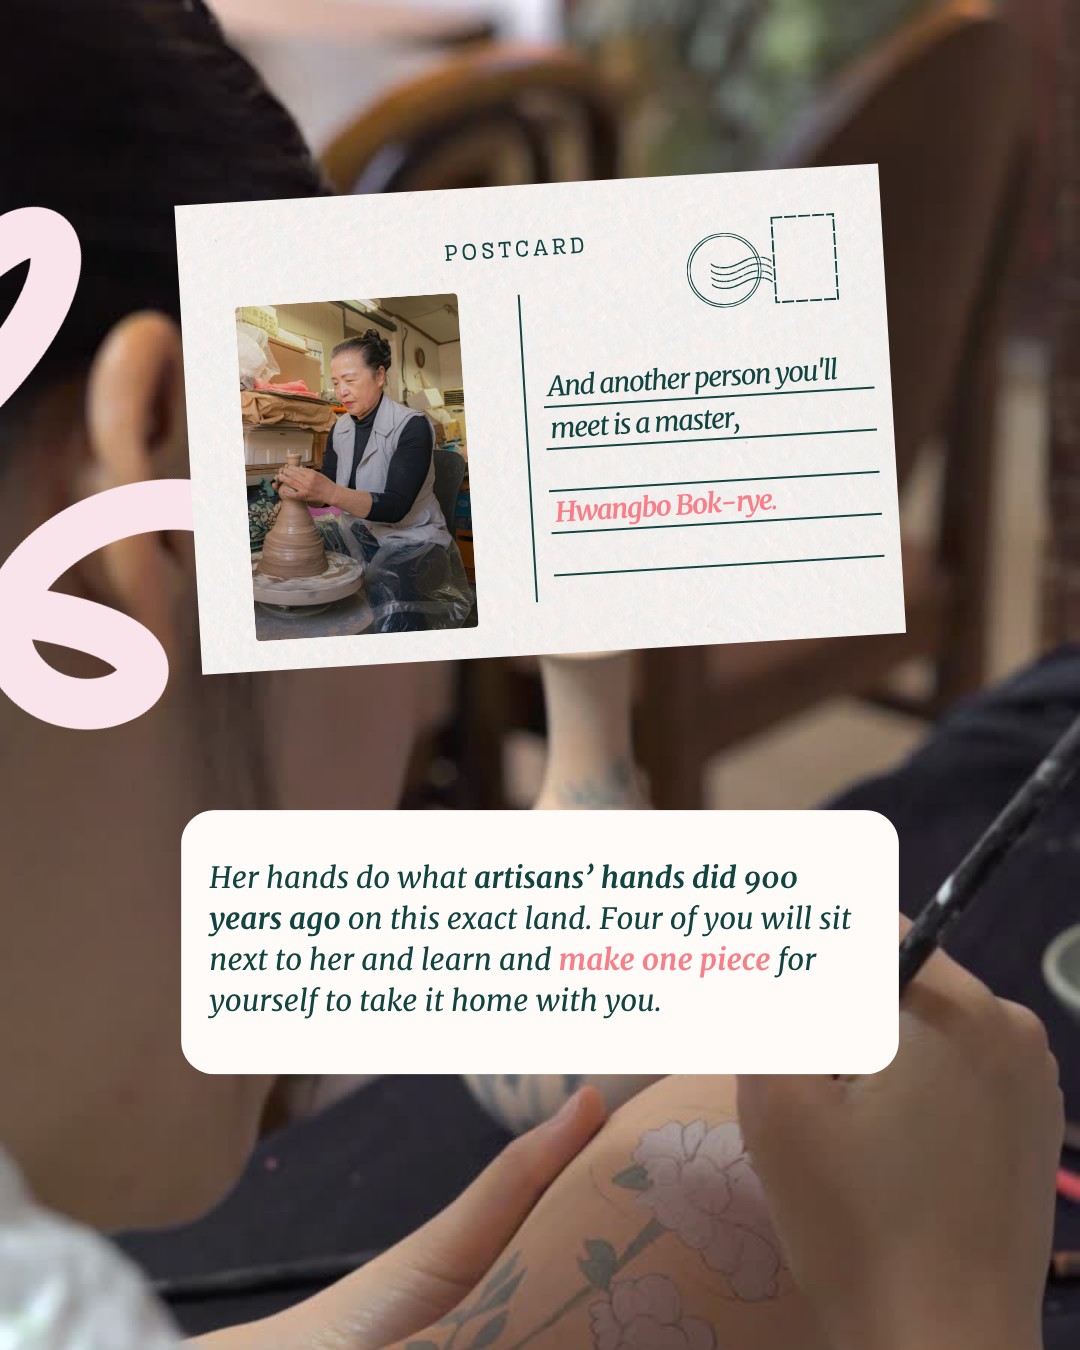 POSTCARD
And another person you'll
meet is a master,
Hwangbo Bok-rye.
Her hands do what artisans’ hands did 900
years ago on this exact land. Four of you will sit
next to her and learn and make one piece for
yourself to take it home with you.